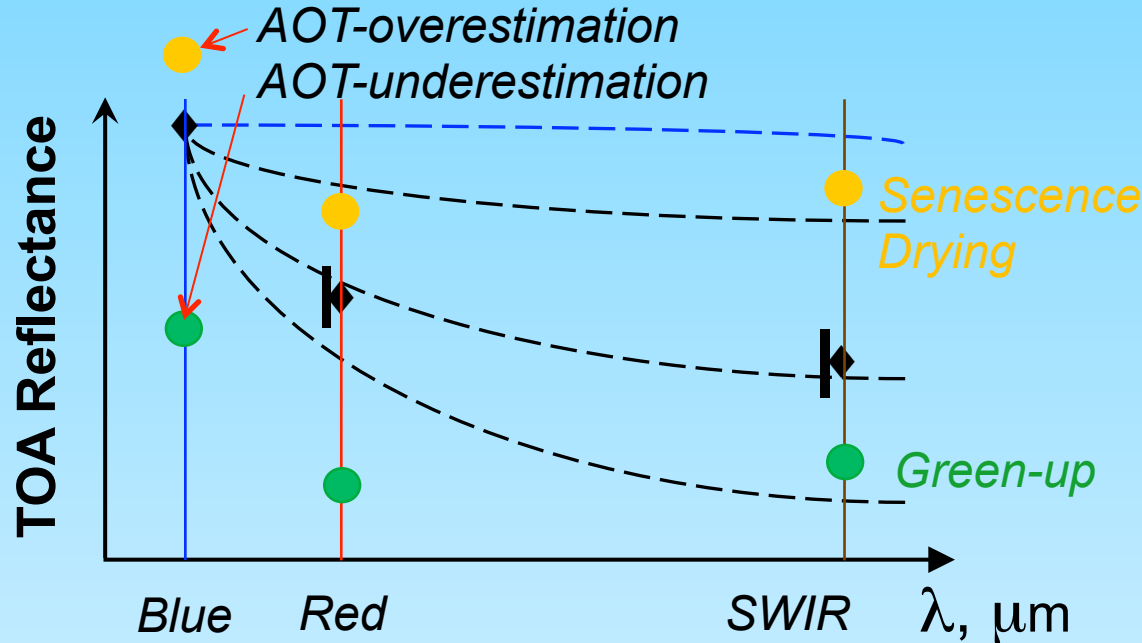 AOT-overestimation
AOT-underestimation
TOA Reflectance
Senescence
Drying
Green-up
Blue
Red
SWIR
λ, μm